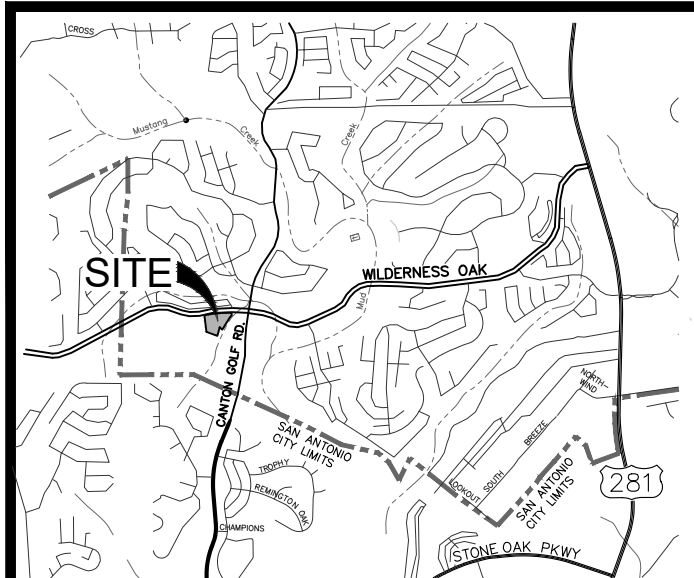 CROSS
Mustang
Creek
Creek
SITE
WILDERNESS OAK
Mud
CANTON GOLF RD.
NORTH-
WIND
SAN ANTONIO
CITY LIMITS
SOUTH BREEZE
LOOKOUT
TROPHY
REMINGTON OAK
SAN ANTONIO
CITY LIMITS
281
CHAMPIONS
STONE OAK PKWY